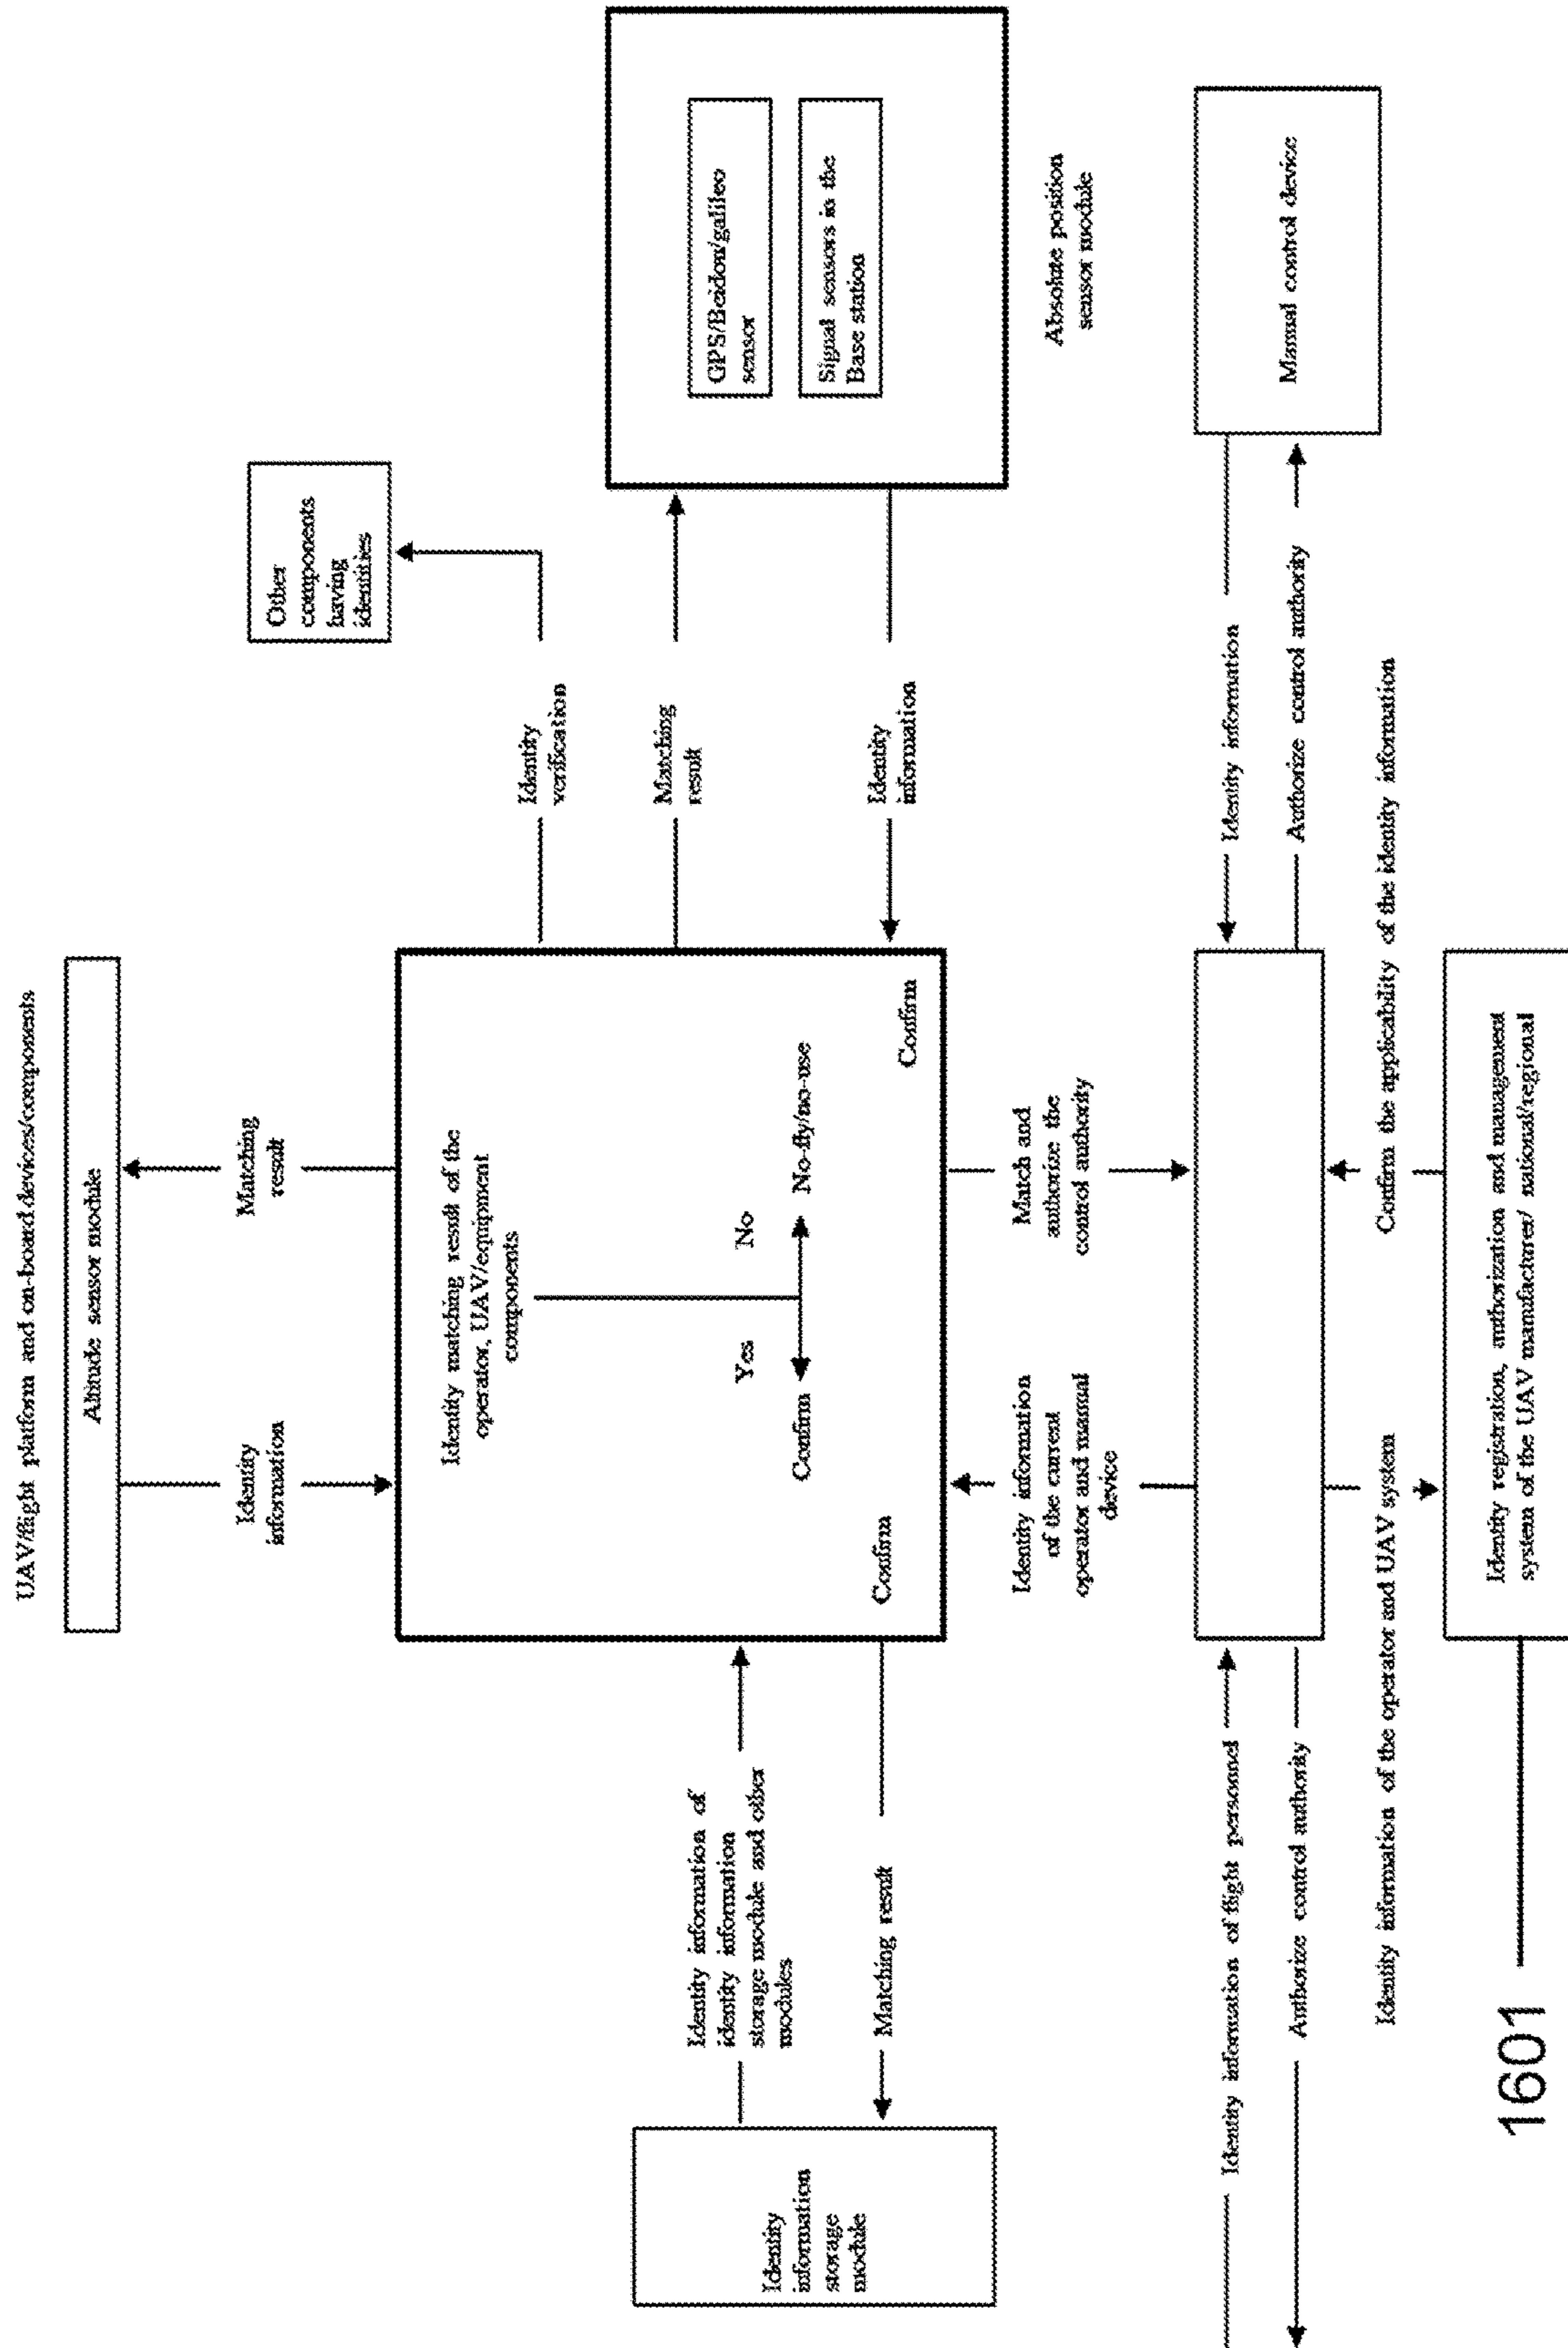 UAV/flight platform and on-board devices/components
Altitude sensor module
Identity
information
Matching
result
Other
components
having
identities
Identity
verification
Matching
result
Identity
information
GPS/Beidou/galileo
sensor
Signal sensors in the
Base station
Absolute position
sensor module
Identity matching result of the
operator, UAV/equipment
components
Yes
No
Confirm
No-fly/no-use
Confirm
Confirm
Identity information of
identity information
storage module and other
modules
Matching result
Identity
information
storage
module
Identity information
of the current
operator and manual
device
Match and
authorize the
control authority
Identity information of flight personnel
Authorize control authority
Identity information
Authorize control authority
Manual control device
Identity information of the operator and UAV system
Confirm the applicability of the identity information
Identity registration, authorization and management
system of the UAV manufacturer/ national/regional
1601